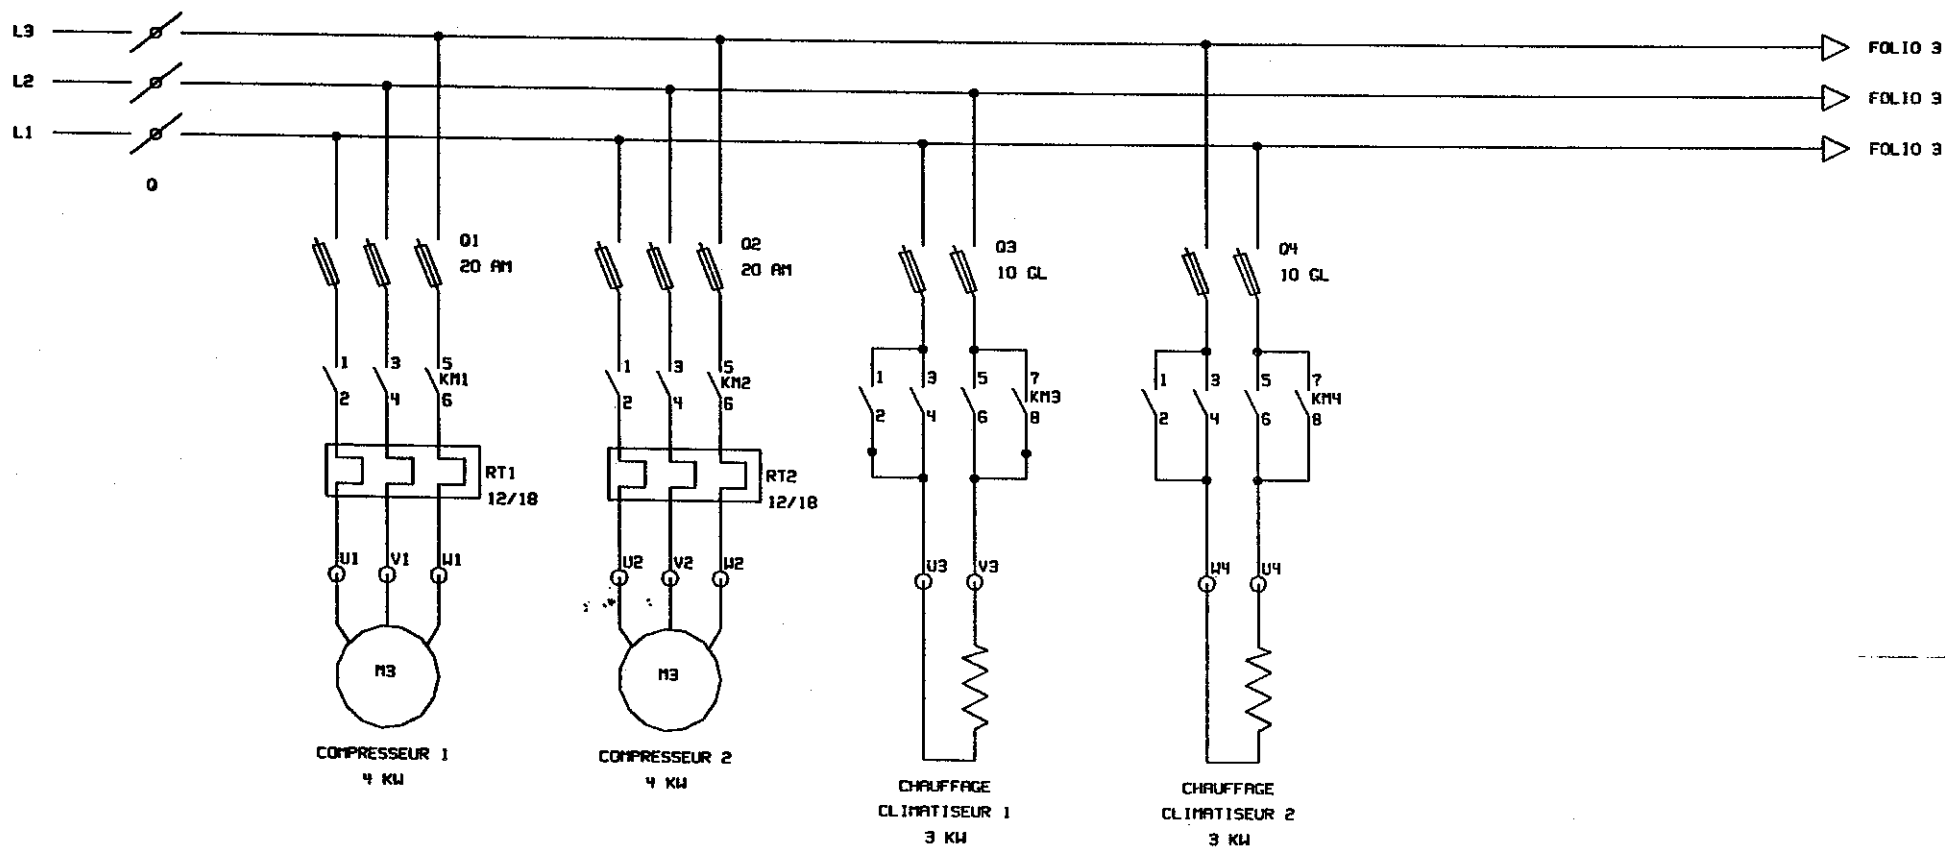 L3
FOLIO 3
L2
FOLIO 3
L1
FOLIO 3
Q
Q1
20 AM
Q2
20 AM
Q3
10 GL
Q4
10 GL
1 3 5
KM1
2 4 6
1 3 5
KM2
2 4 6
1 3 5 7
KM3
2 4 6 8
1 3 5 7
KM4
2 4 6 8
RT1
12/18
RT2
12/18
U1 V1 W1
U2 V2 W2
U3 V3
W4 U4
M3
M3
COMPRESSEUR 1
4 KW
COMPRESSEUR 2
4 KW
CHAUFFAGE
CLIMATISEUR 1
3 KW
CHAUFFAGE
CLIMATISEUR 2
3 KW